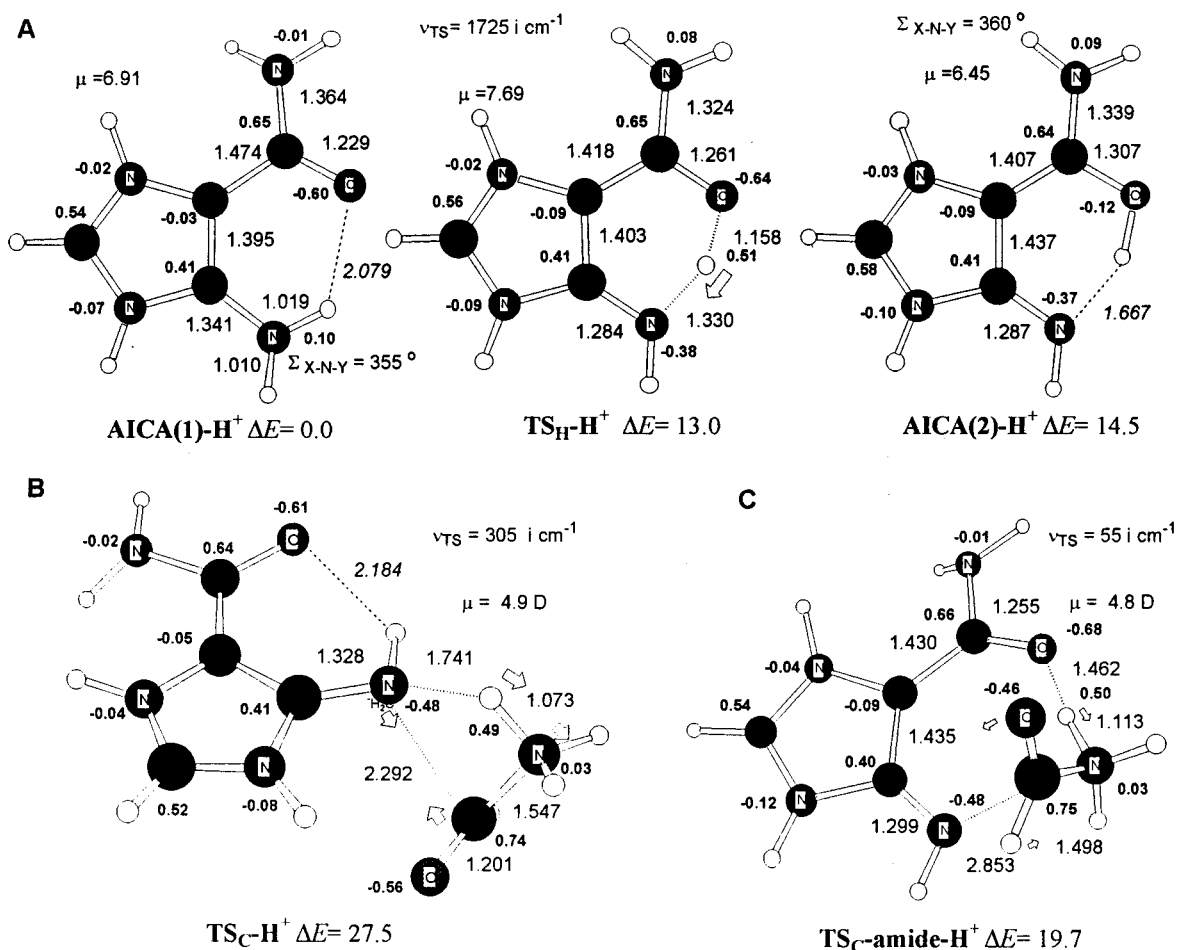 A
νTS = 1725 i cm-1
Σ X-N-Y = 360 °
μ =6.91
-0.01
N
1.364
0.65
1.229
1.474
-0.02
N
-0.60
O
0.54
-0.03
1.395
0.41
2.079
-0.07
N
1.019
1.341
N
0.10
1.010
Σ X-N-Y = 355 °
AICA(1)-H+ ΔE= 0.0
μ =7.69
0.08
N
1.324
0.65
1.418
1.261
-0.02
N
-0.64
O
0.56
-0.09
1.403
1.158
0.41
0.51
-0.09
N
1.284
1.330
N
-0.38
TSH-H+ ΔE= 13.0
μ =6.45
0.09
N
1.339
0.64
1.407
1.307
-0.03
N
-0.12
O
-0.09
1.437
0.58
0.41
-0.37
-0.10
N
1.287
N
1.667
AICA(2)-H+ ΔE= 14.5
B
-0.61
O
νTS = 305 i cm-1
-0.02
N
0.64
2.184
μ = 4.9 D
-0.05
1.328
1.741
N
-0.04
0.41
N
-0.48
1.073
0.49
N
0.03
N
2.292
0.52
-0.08
1.547
0.74
1.201
-0.56
O
TSC-H+ ΔE= 27.5
C
νTS = 55 i cm-1
-0.01
N
μ = 4.8 D
0.66
1.255
1.430
-0.68
O
-0.04
N
1.462
-0.46
O
0.50
0.54
-0.09
1.113
1.435
0.40
N
0.03
-0.12
N
-0.48
0.75
1.299
N
2.853
1.498
TSC-amide-H+ ΔE= 19.7